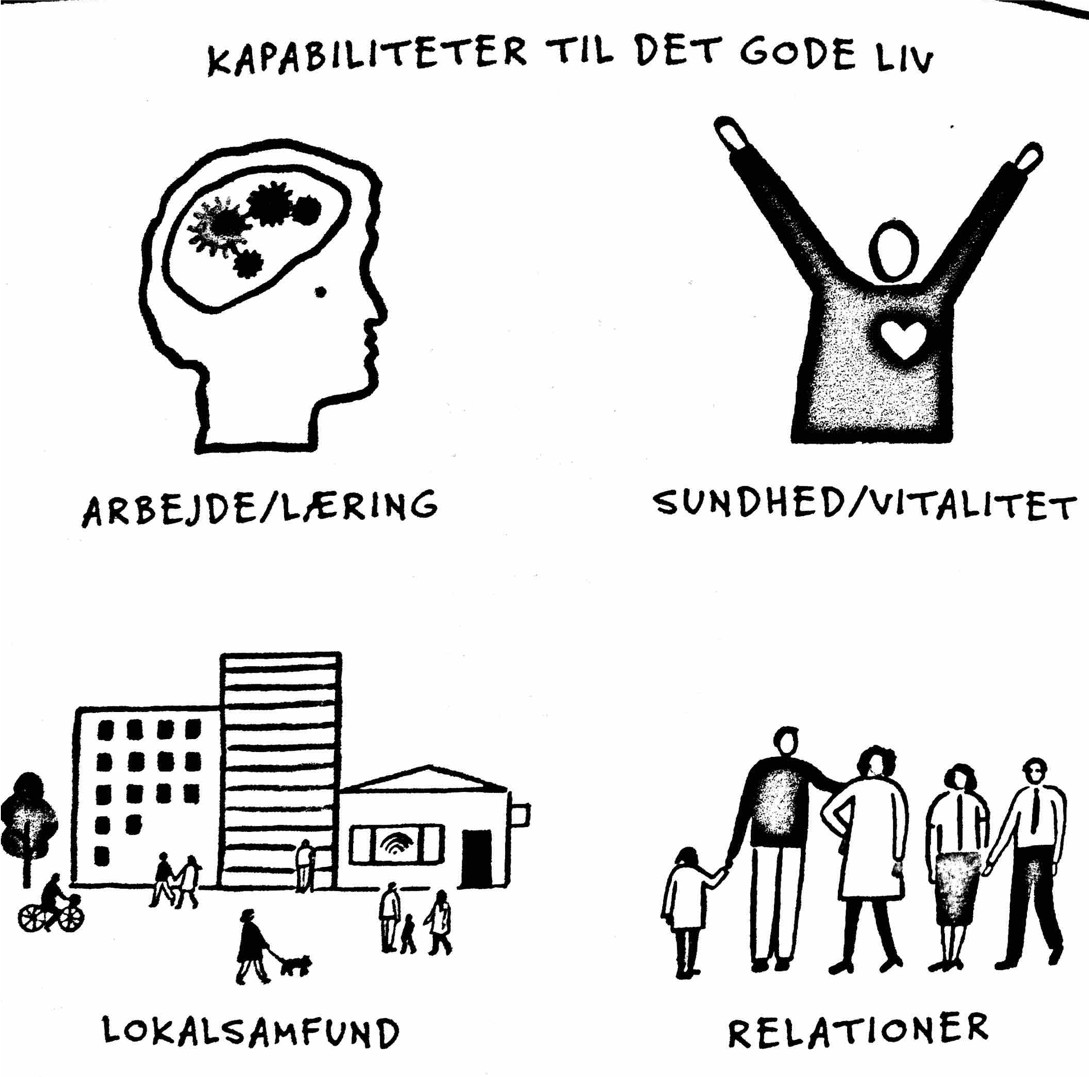 KAPABILITETER TIL DET GODE LIV
ARBEJDE/LÆRING
SUNDHED/VITALITET
LOKALSAMFUND
RELATIONER